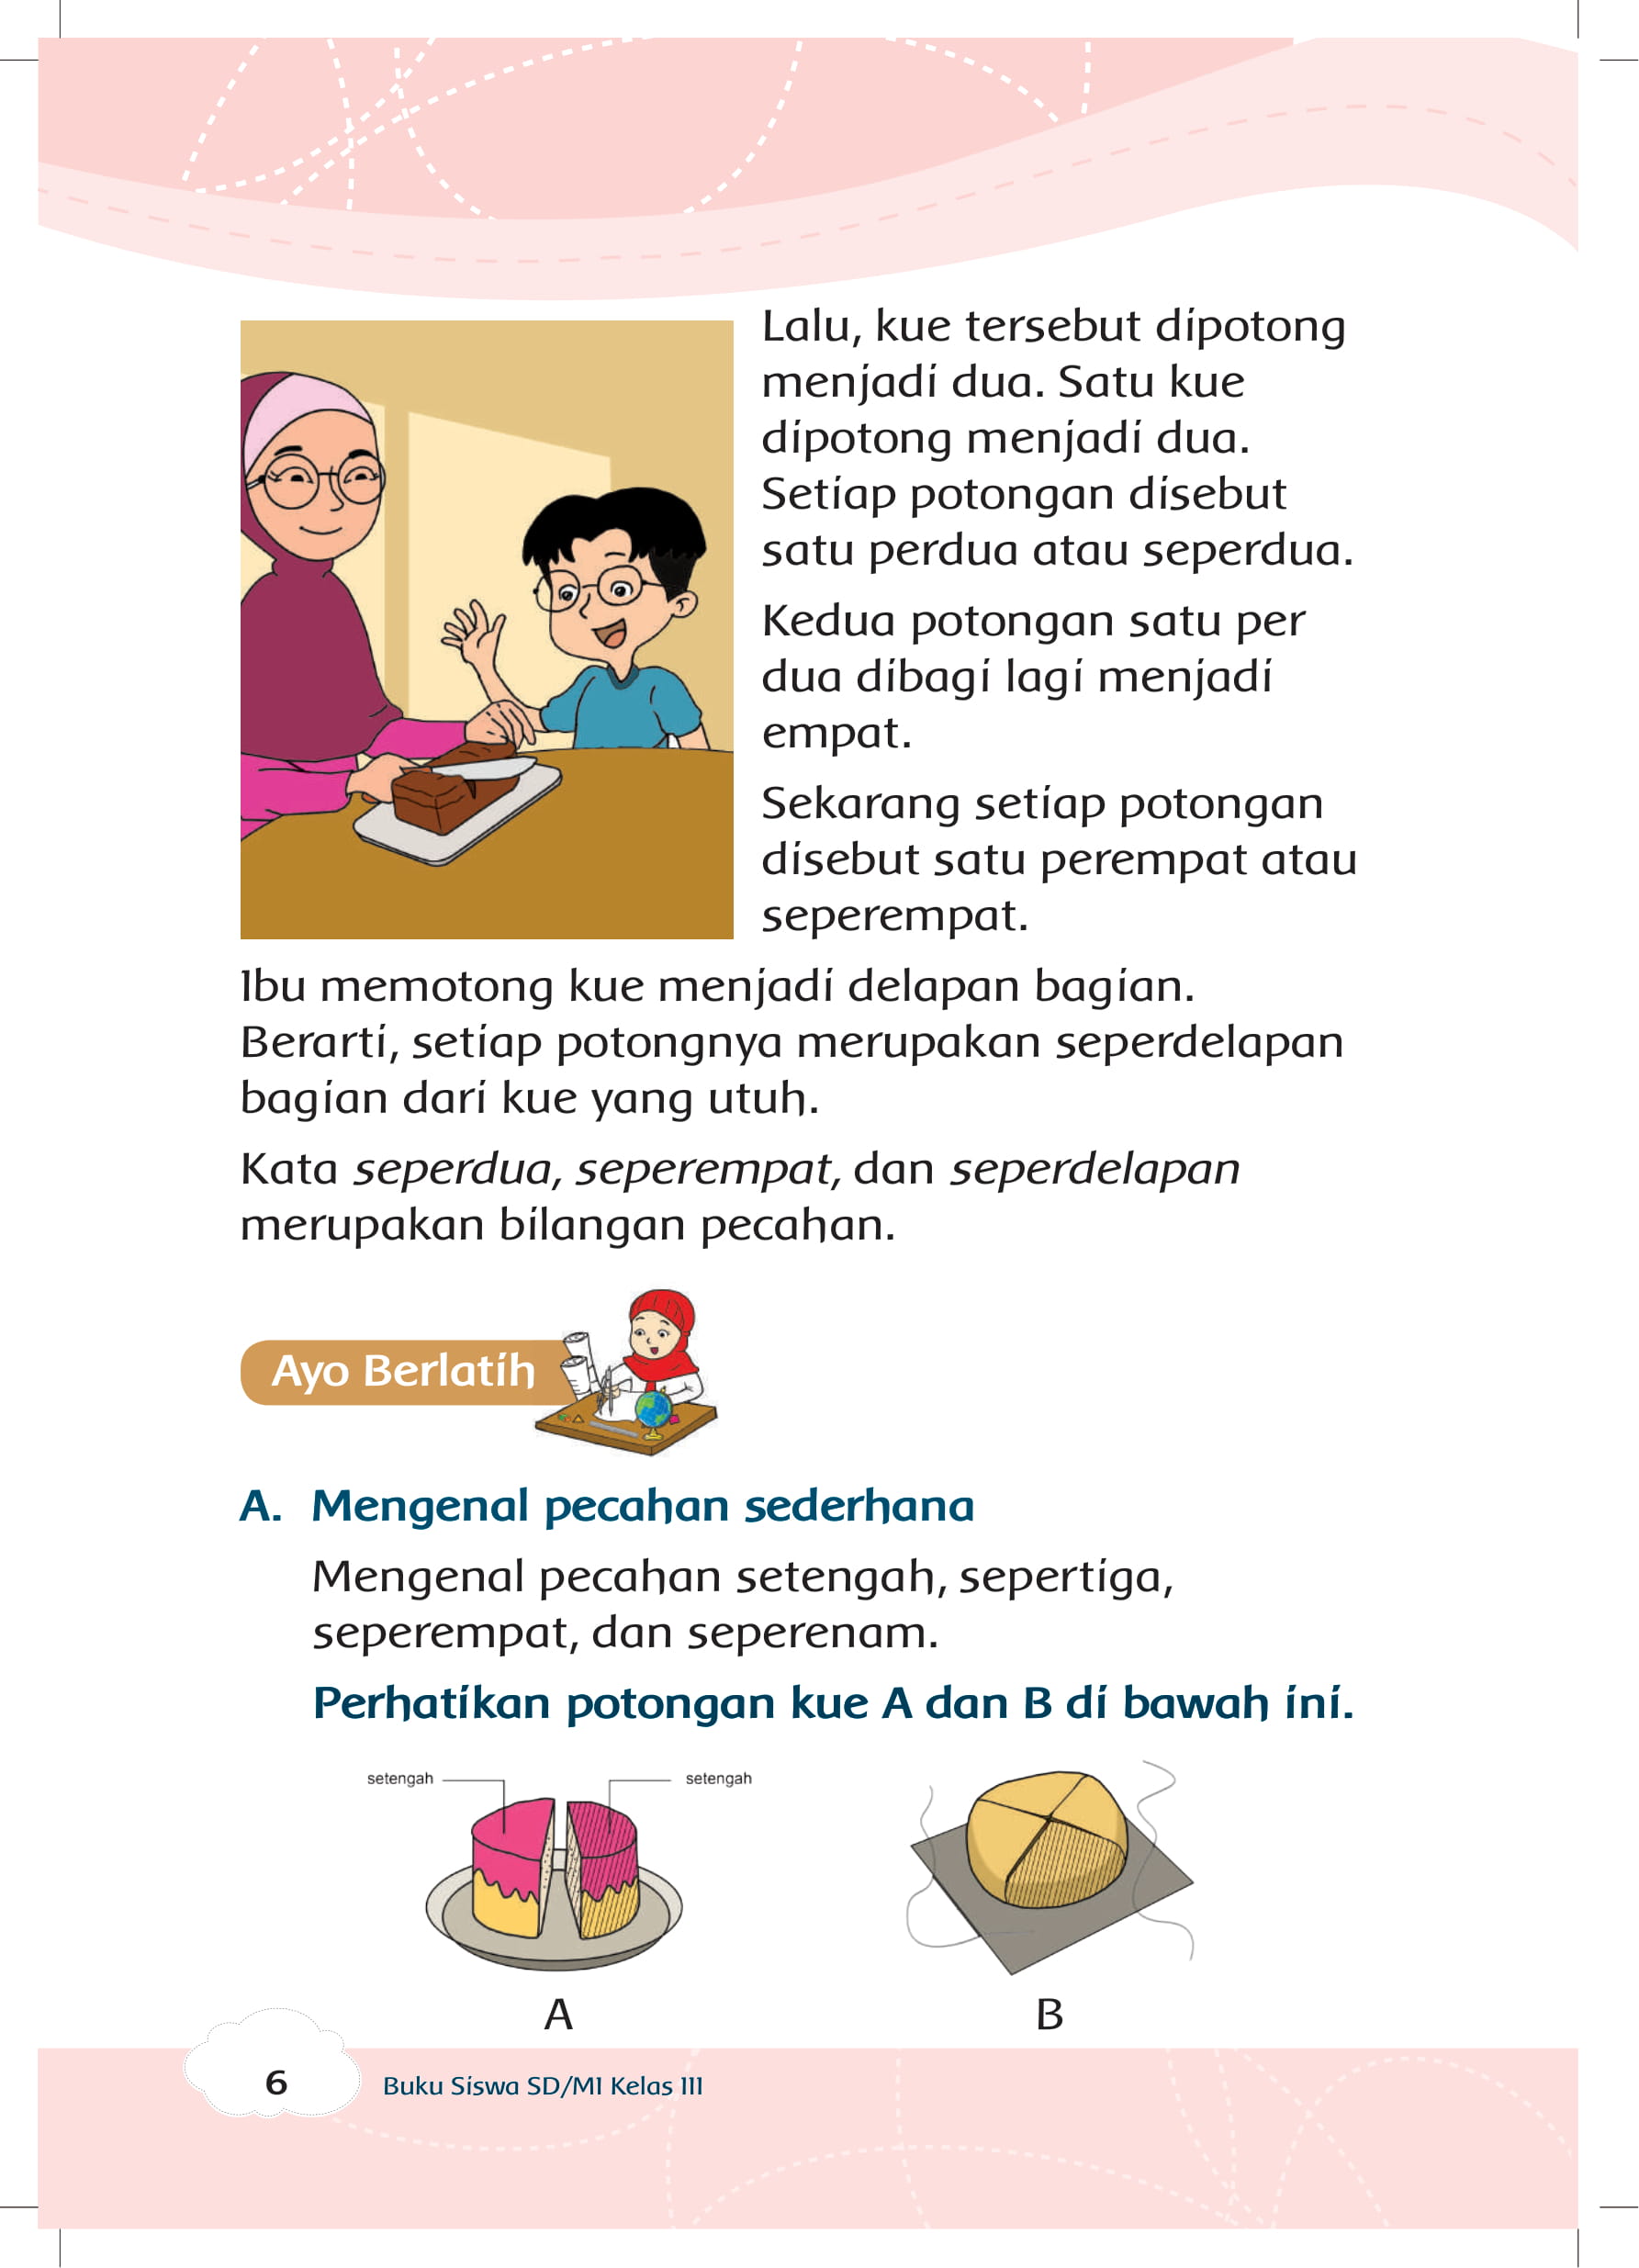 Lalu, kue tersebut dipotong
menjadi dua. Satu kue
dipotong menjadi dua.
Setiap potongan disebut
satu perdua atau seperdua.
Kedua potongan satu per
dua dibagi lagi menjadi
empat.
Sekarang setiap potongan
disebut satu perempat atau
seperempat.
Ibu memotong kue menjadi delapan bagian.
Berarti, setiap potongnya merupakan seperdelapan
bagian dari kue yang utuh.
Kata seperdua, seperempat, dan seperdelapan
merupakan bilangan pecahan.
Ayo Berlatih
A. Mengenal pecahan sederhana
Mengenal pecahan setengah, sepertiga,
seperempat, dan seperenam.
Perhatikan potongan kue A dan B di bawah ini.
setengah setengah
A B
6 Buku Siswa SD/MI Kelas III